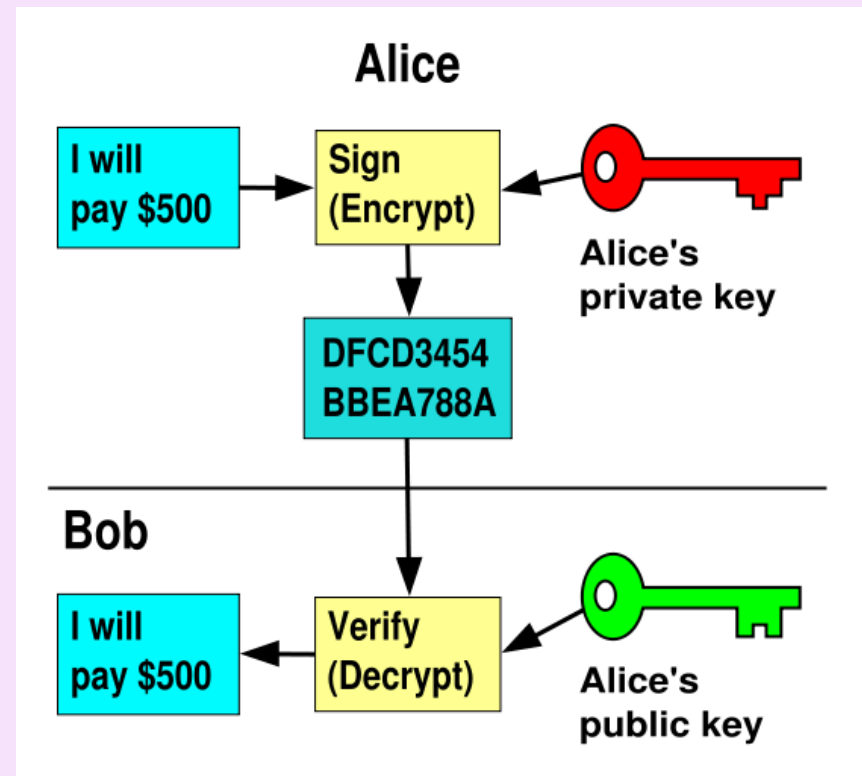 Alice
I will
pay $500
Sign
(Encrypt)
Alice's
private key
DFCD3454
BBEA788A
Bob
I will
pay $500
Verify
(Decrypt)
Alice's
public key